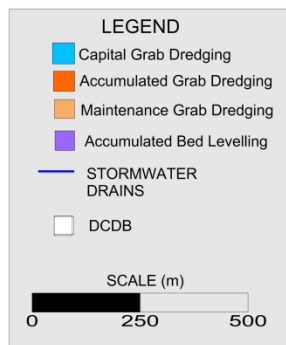 LEGEND
Capital Grab Dredging
Accumulated Grab Dredging
Maintenance Grab Dredging
Accumulated Bed Levelling
STORMWATER
DRAINS
DCDB
SCALE (m)
0 250 500